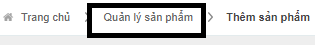 Trang chủ > Quản lý sản phẩm > Thêm sản phẩm